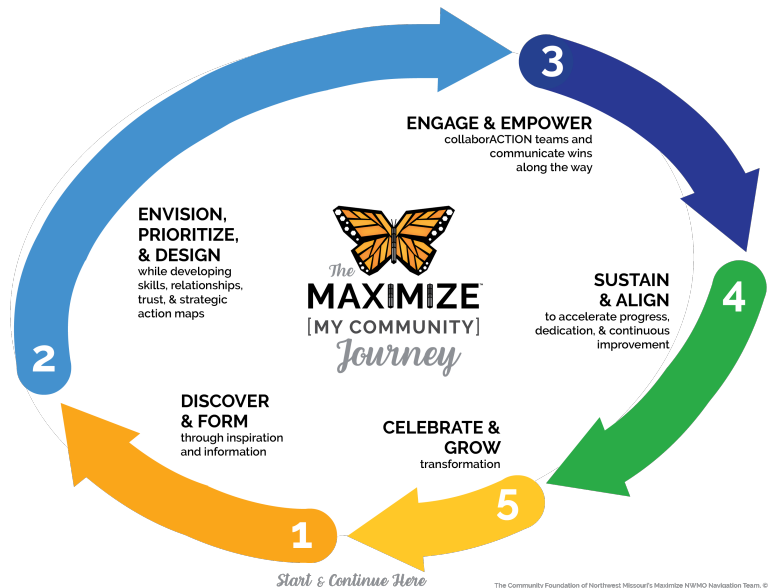 3
ENGAGE & EMPOWER
collaborACTION teams and
communicate wins
along the way
ENVISION,
PRIORITIZE,
& DESIGN
while developing
skills, relationships,
trust, & strategic
action maps
The
MAXIMIZE™
[MY COMMUNITY]
Journey
SUSTAIN
& ALIGN
to accelerate progress,
dedication, & continuous
improvement
4
2
DISCOVER
& FORM
through inspiration
and information
CELEBRATE &
GROW
transformation
5
1
Start & Continue Here
The Community Foundation of Northwest Missouri's Maximize NWMO Navigation Team, ©